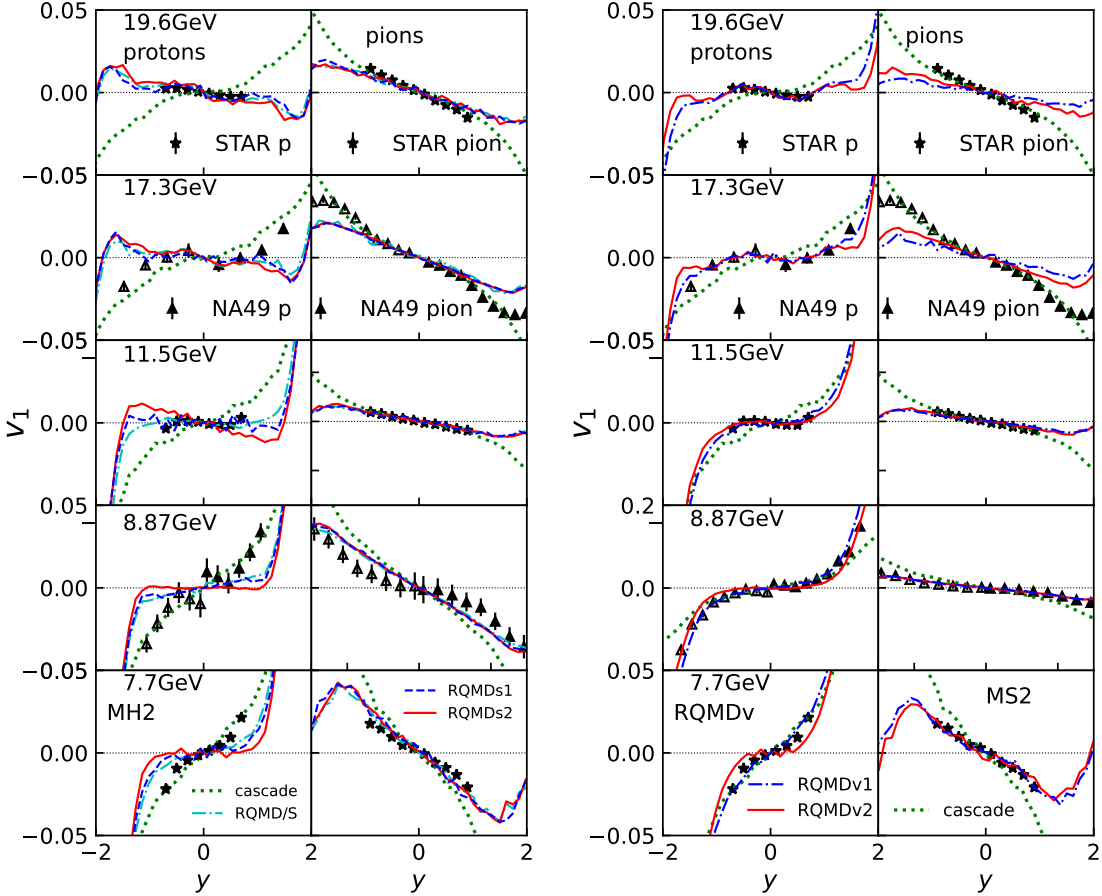 0.05
19.6GeV
protons
pions
0.00
STAR p
STAR pion
−0.05
17.3GeV
0.00
NA49 p
NA49 pion
−0.05
11.5GeV
v1
0.00
0.05
8.87GeV
0.00
−0.05
7.7GeV
MH2
RQMDs1
RQMDs2
0.00
cascade
RQMD/S
−0.05
−2
0
2
0
2
y
y
0.05
19.6GeV
protons
pions
0.00
STAR p
STAR pion
−0.05
17.3GeV
0.00
NA49 p
NA49 pion
−0.05
11.5GeV
v1
0.00
0.2
8.87GeV
0.0
−0.05
7.7GeV
RQMDv
MS2
0.00
RQMDv1
RQMDv2
cascade
−0.05
−2
0
2
0
2
y
y